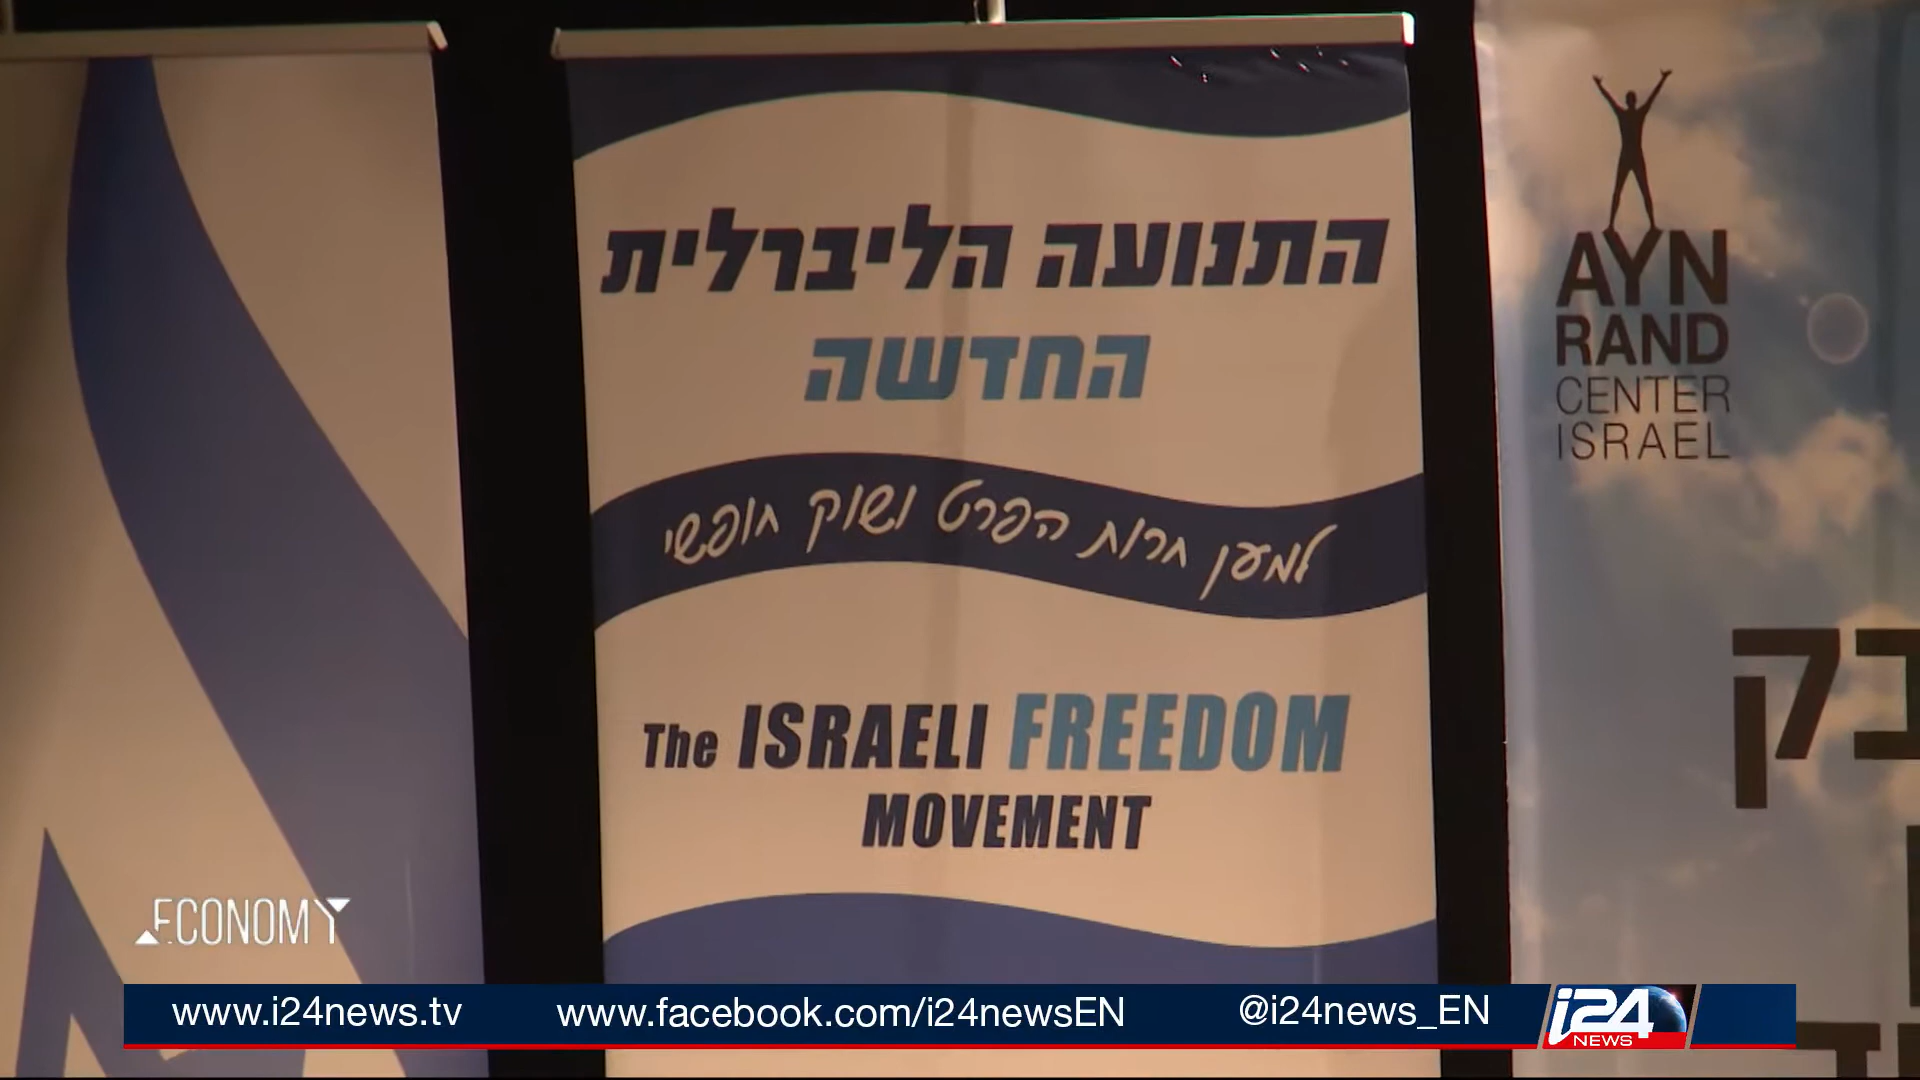 התנועה הליברלית
החדשה
למען חרות הפרט ושוק חופשי
The ISRAELI FREEDOM
MOVEMENT
AYN
RAND
CENTER
ISRAEL
ECONOMY
www.i24news.tv www.facebook.com/i24newsEN @i24news_EN
i24
NEWS